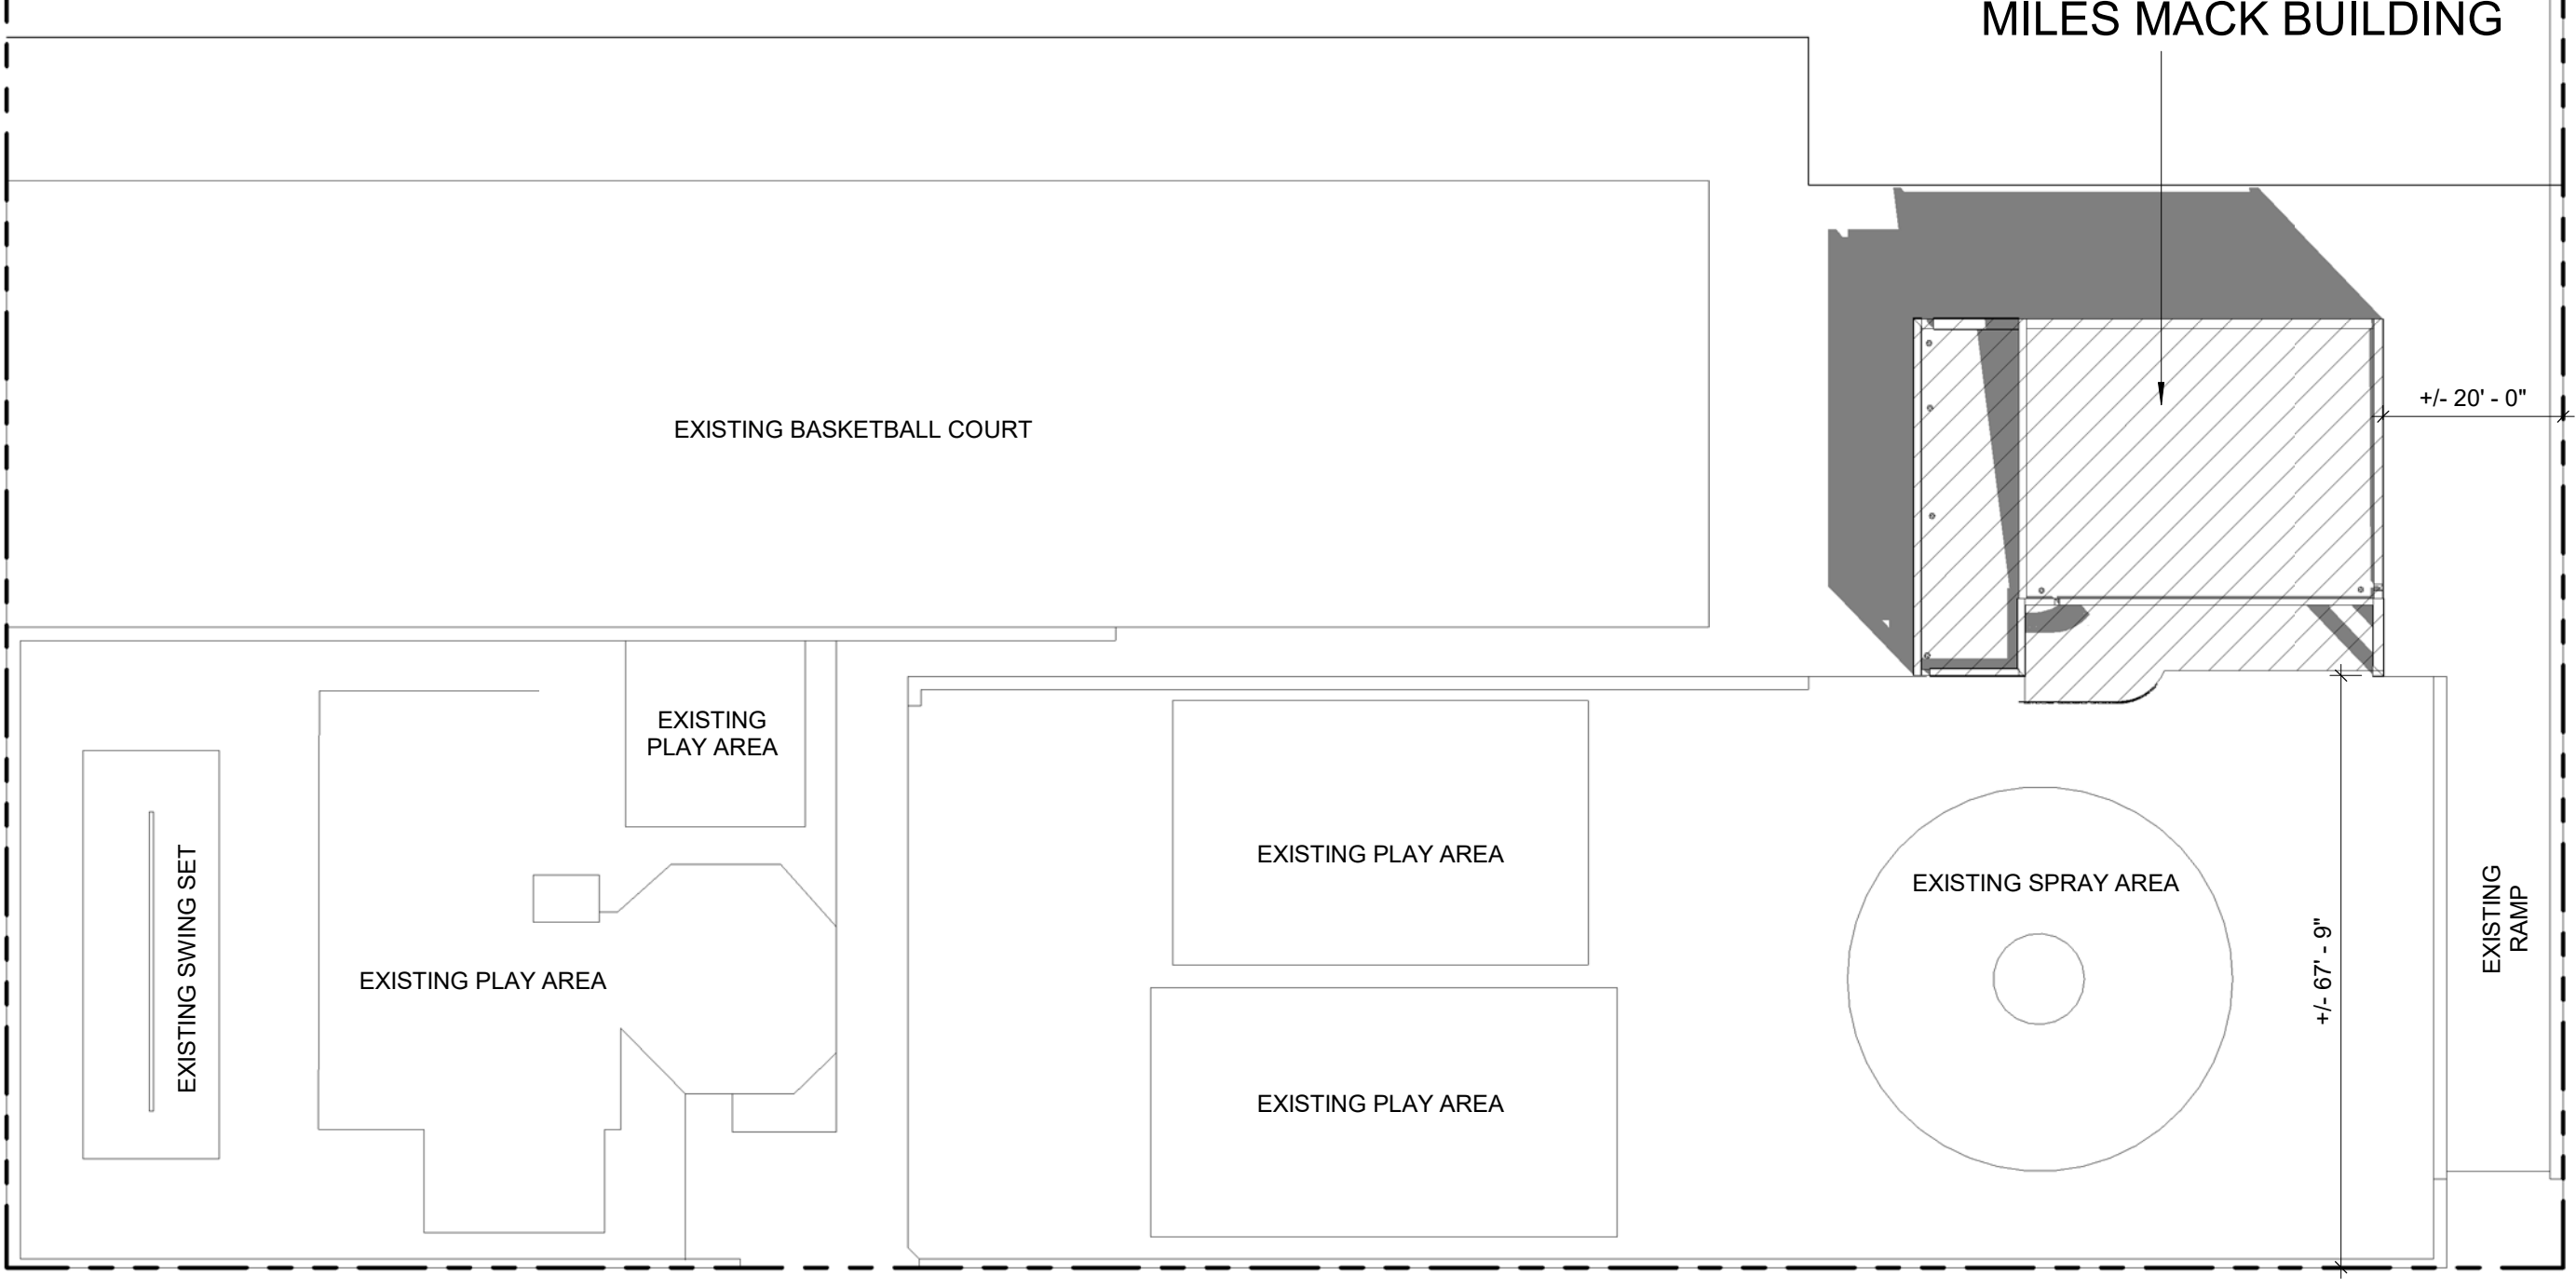 MILES MACK BUILDING
+/- 20' - 0"
EXISTING BASKETBALL COURT
EXISTING
PLAY AREA
EXISTING SWING SET
EXISTING PLAY AREA
EXISTING PLAY AREA
EXISTING PLAY AREA
EXISTING SPRAY AREA
+/- 67' - 9"
EXISTING
RAMP